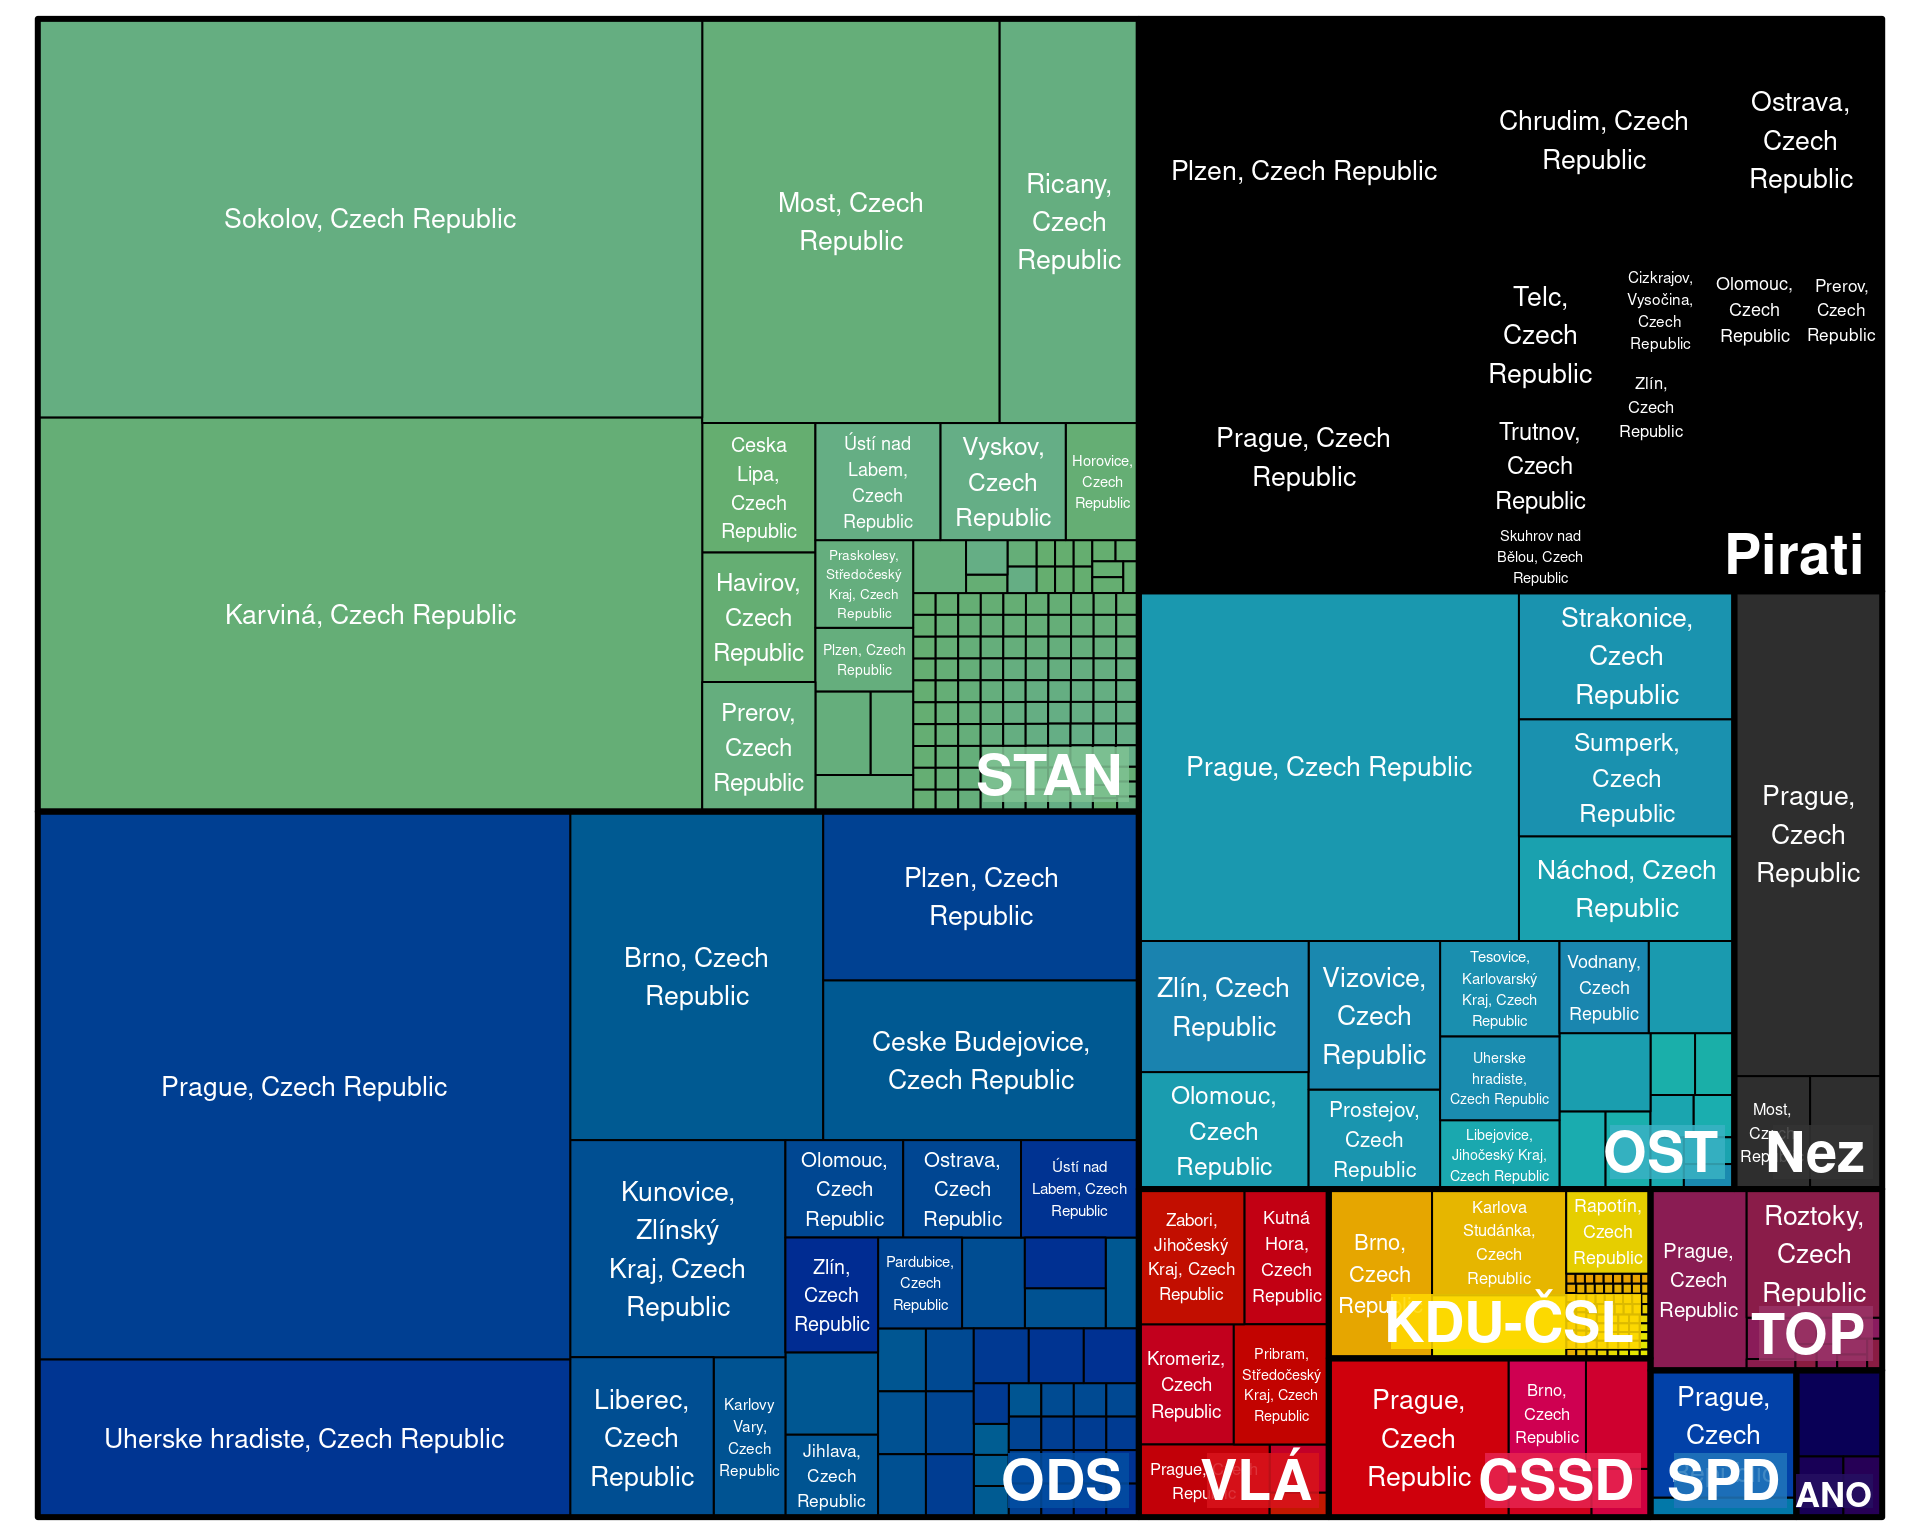 Sokolov, Czech Republic
Most, Czech
Republic
Ricany,
Czech
Republic
Karviná, Czech Republic
Ceska
Lipa,
Czech
Republic
Ústí nad
Labem,
Czech
Republic
Vyskov,
Czech
Republic
Horovice,
Czech
Republic
Havirov,
Czech
Republic
Praskolesy,
Středočeský
Kraj, Czech
Republic
Plzen, Czech
Republic
Prerov,
Czech
Republic
STAN
Plzen, Czech Republic
Chrudim, Czech
Republic
Ostrava,
Czech
Republic
Prague, Czech
Republic
Telc,
Czech
Republic
Cizkrajov,
Vysočina,
Czech
Republic
Olomouc,
Czech
Republic
Prerov,
Czech
Republic
Zlín,
Czech
Republic
Trutnov,
Czech
Republic
Skuhrov nad
Bělou, Czech
Republic
Pirati
Prague, Czech Republic
Uherske hradiste, Czech Republic
Brno, Czech
Republic
Plzen, Czech
Republic
Ceske Budejovice,
Czech Republic
Kunovice,
Zlínský
Kraj, Czech
Republic
Olomouc,
Czech
Republic
Ostrava,
Czech
Republic
Ústí nad
Labem, Czech
Republic
Zlín,
Czech
Republic
Pardubice,
Czech
Republic
Liberec,
Czech
Republic
Karlovy
Vary,
Czech
Republic
Jihlava,
Czech
Republic
ODS
Prague, Czech Republic
Strakonice,
Czech
Republic
Sumperk,
Czech
Republic
Náchod, Czech
Republic
Zlín, Czech
Republic
Vizovice,
Czech
Republic
Tesovice,
Karlovarský
Kraj, Czech
Republic
Vodnany,
Czech
Republic
Olomouc,
Czech
Republic
Prostejov,
Czech
Republic
Uherske
hradiste,
Czech Republic
Libejovice,
Jihočeský Kraj,
Czech Republic
OST
Prague,
Czech
Republic
Most,
Nez
Zabori,
Jihočeský
Kraj, Czech
Republic
Kutná
Hora,
Czech
Republic
Kromeriz,
Czech
Republic
Pribram,
Středočeský
Kraj, Czech
Republic
Prague,
VLÁ
Brno,
Czech
Karlova
Studánka,
Czech
Republic
Rapotín,
Czech
Republic
KDU-ČSL
Prague,
Czech
Republic
Roztoky,
Czech
Republic
TOP
Prague,
Czech
Republic
Brno,
Czech
Republic
CSSD
Prague,
Czech
SPD
ANO